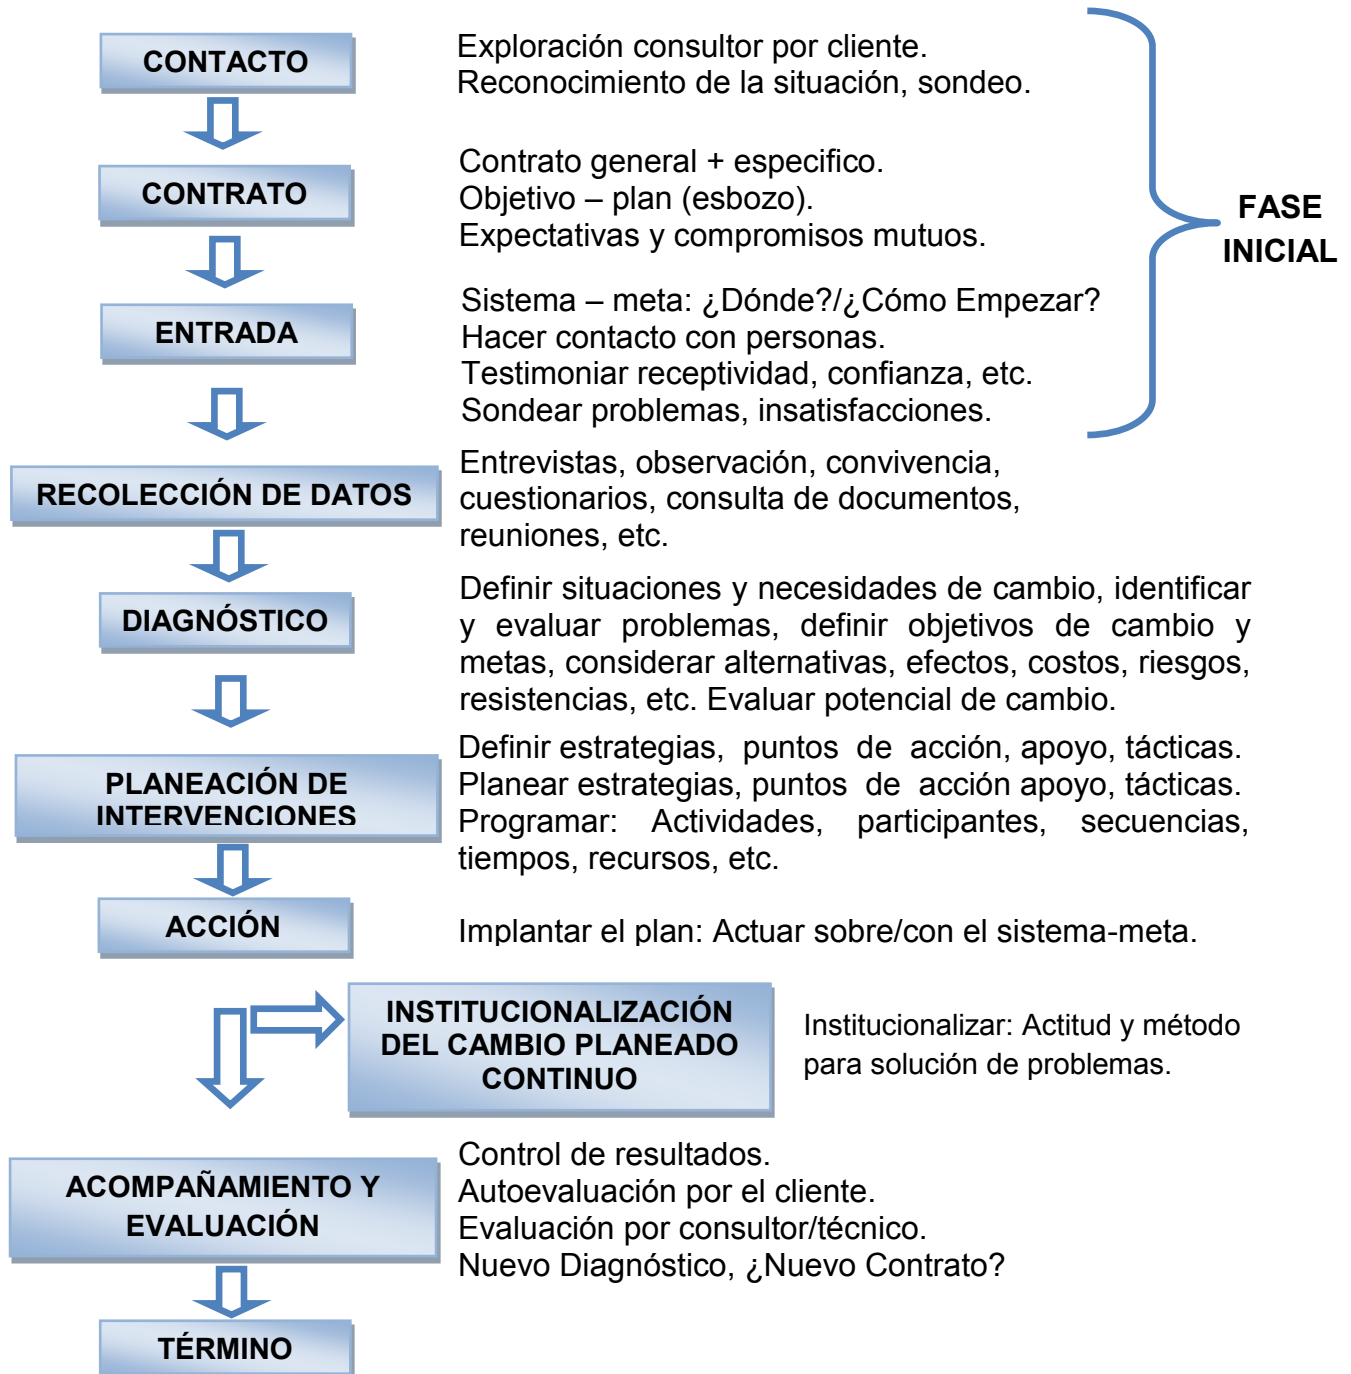 CONTACTO
Exploración consultor por cliente.
Reconocimiento de la situación, sondeo.
CONTRATO
Contrato general + especifico.
Objetivo – plan (esbozo).
Expectativas y compromisos mutuos.
FASE
INICIAL
ENTRADA
Sistema – meta: ¿Dónde?/¿Cómo Empezar?
Hacer contacto con personas.
Testimoniar receptividad, confianza, etc.
Sondear problemas, insatisfacciones.
RECOLECCIÓN DE DATOS
Entrevistas, observación, convivencia,
cuestionarios, consulta de documentos,
reuniones, etc.
DIAGNÓSTICO
Definir situaciones y necesidades de cambio, identificar
y evaluar problemas, definir objetivos de cambio y
metas, considerar alternativas, efectos, costos, riesgos,
resistencias, etc. Evaluar potencial de cambio.
PLANEACIÓN DE
INTERVENCIONES
Definir estrategias, puntos de acción, apoyo, tácticas.
Planear estrategias, puntos de acción apoyo, tácticas.
Programar: Actividades, participantes, secuencias,
tiempos, recursos, etc.
ACCIÓN
Implantar el plan: Actuar sobre/con el sistema-meta.
INSTITUCIONALIZACIÓN
DEL CAMBIO PLANEADO
CONTINUO
Institucionalizar: Actitud y método
para solución de problemas.
ACOMPAÑAMIENTO Y
EVALUACIÓN
Control de resultados.
Autoevaluación por el cliente.
Evaluación por consultor/técnico.
Nuevo Diagnóstico, ¿Nuevo Contrato?
TÉRMINO